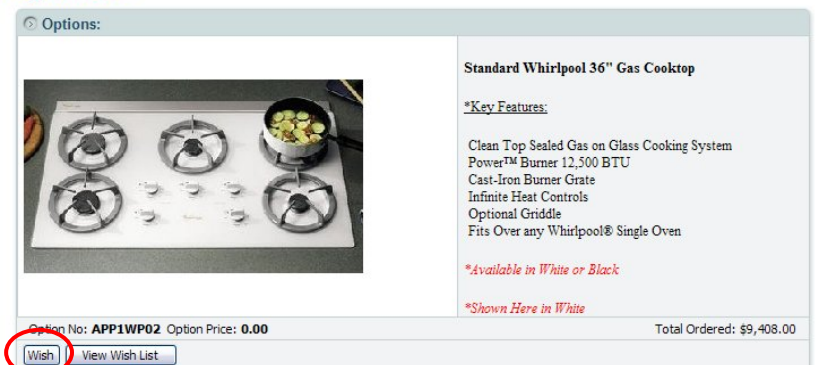 Options:
Standard Whirlpool 36" Gas Cooktop
*Key Features:
Clean Top Sealed Gas on Glass Cooking System
Power™ Burner 12,500 BTU
Cast-Iron Burner Grate
Infinite Heat Controls
Optional Griddle
Fits Over any Whirlpool® Single Oven
*Available in White or Black
*Shown Here in White
Option No: APP1WP02 Option Price: 0.00 Total Ordered: $9,408.00
Wish View Wish List